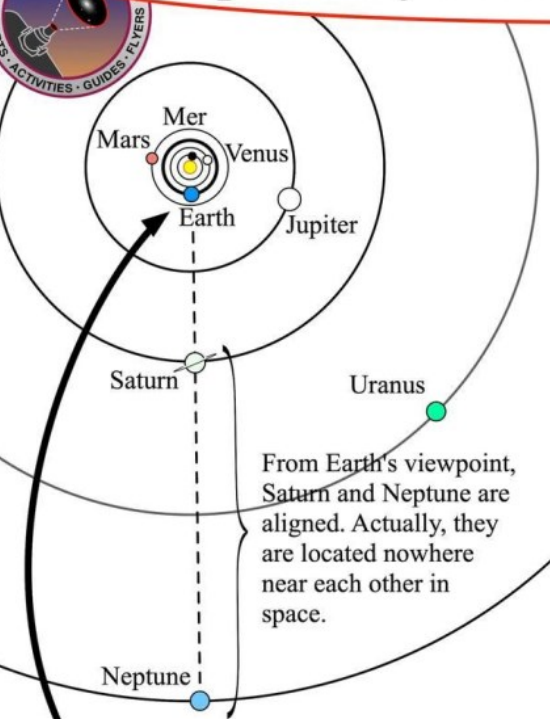 TS · ACTIVITIES · GUIDES · FLYERS
Mer
Mars
Venus
Earth
Jupiter
Saturn
Uranus
From Earth's viewpoint,
Saturn and Neptune are
aligned. Actually, they
are located nowhere
near each other in
space.
Neptune